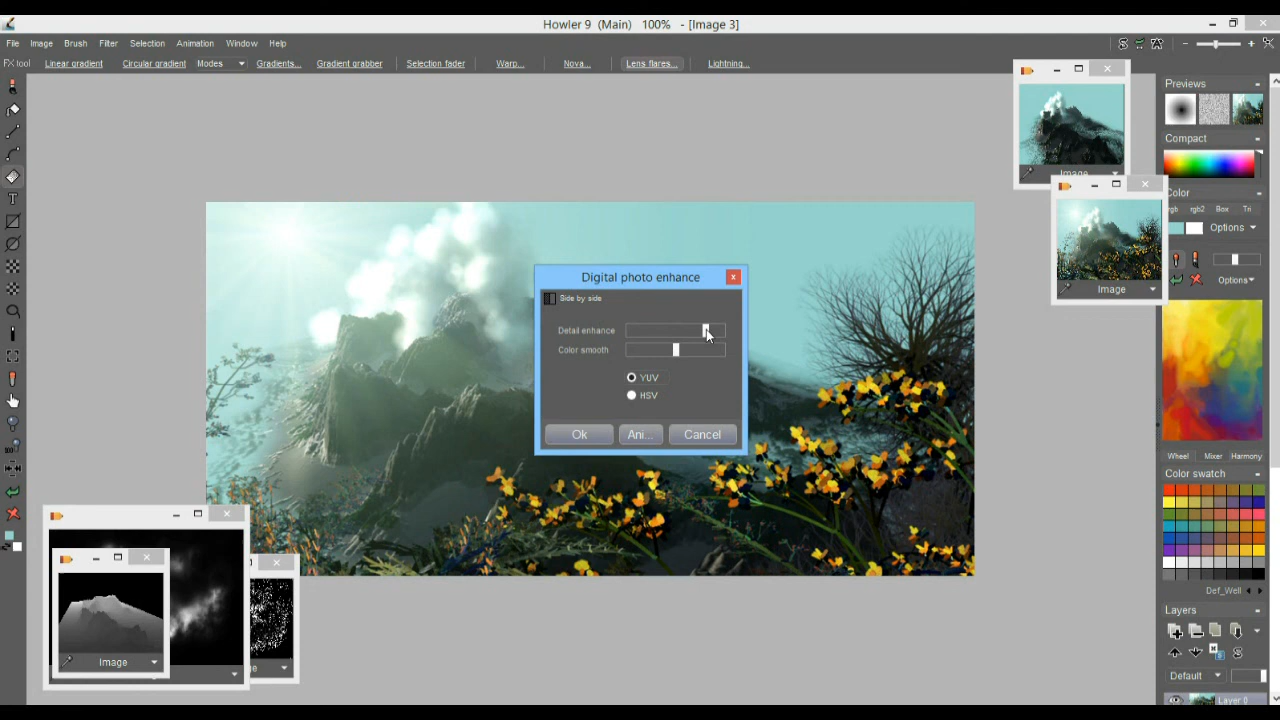 Howler 9 (Main) 100% - [Image 3]
File Image Brush Filter Selection Animation Window Help
FX tool Linear gradient Circular gradient Modes Gradients... Gradient grabber Selection fader Warp... Nova... Lens flares... Lightning...
Previews
Compact
Image
Color
rgb rgb2 Box Tri
Options
Options
Image
Digital photo enhance
Side by side
Detail enhance
Color smooth
YUV
HSV
Ok Ani... Cancel
Wheel Mixer Harmony
Color swatch
Def_Well
Layers
Default
Layer 0
Image